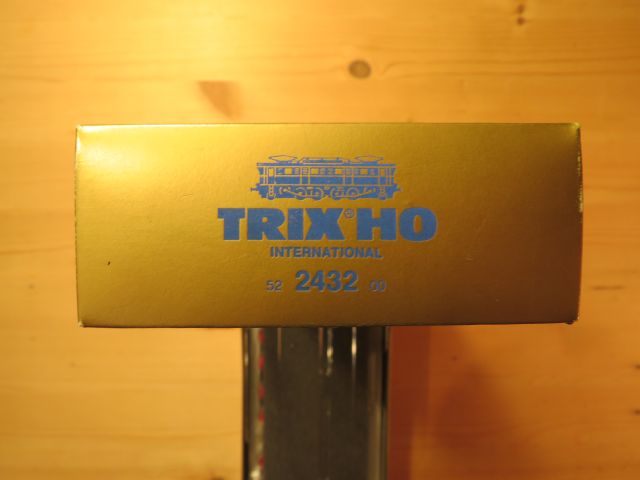 TRIX® HO
INTERNATIONAL
52 2432 00